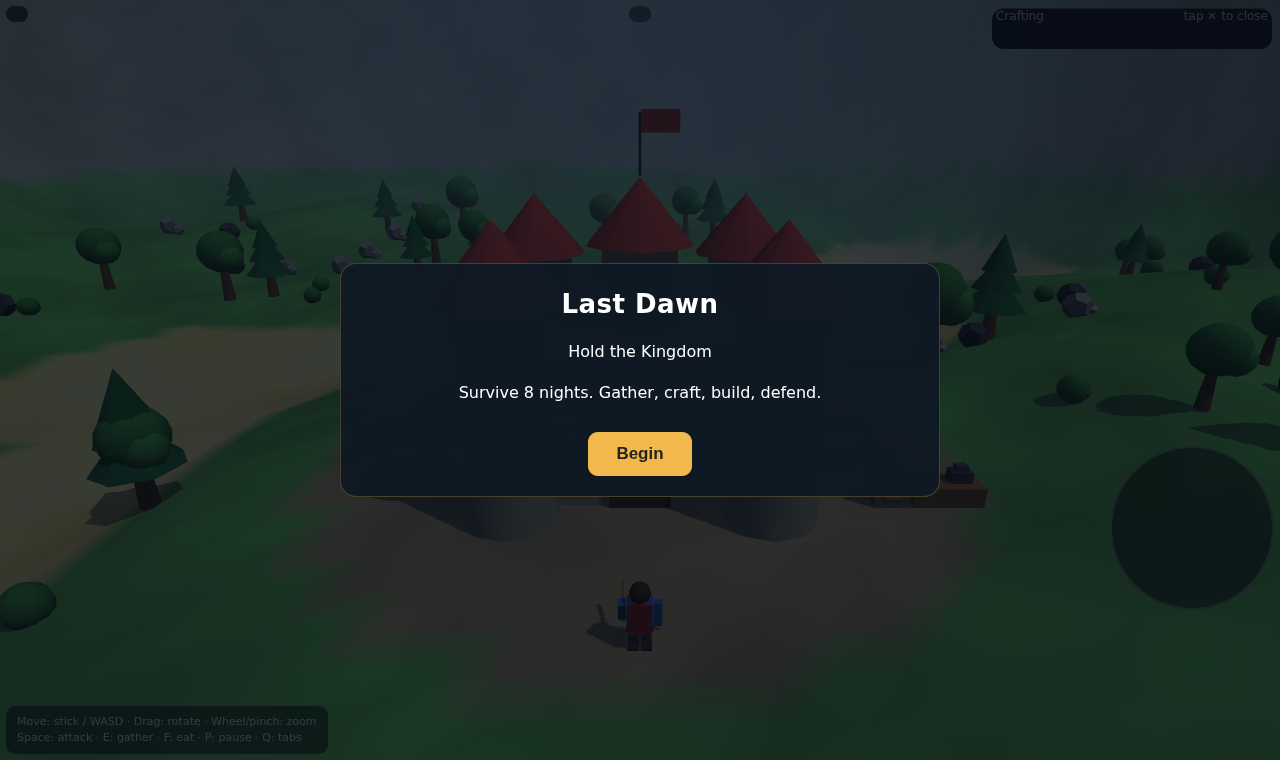 Crafting
tap ✕ to close
Last Dawn
Hold the Kingdom
Survive 8 nights. Gather, craft, build, defend.
Begin
Move: stick / WASD · Drag: rotate · Wheel/pinch: zoom
Space: attack · E: gather · F: eat · P: pause · Q: tabs